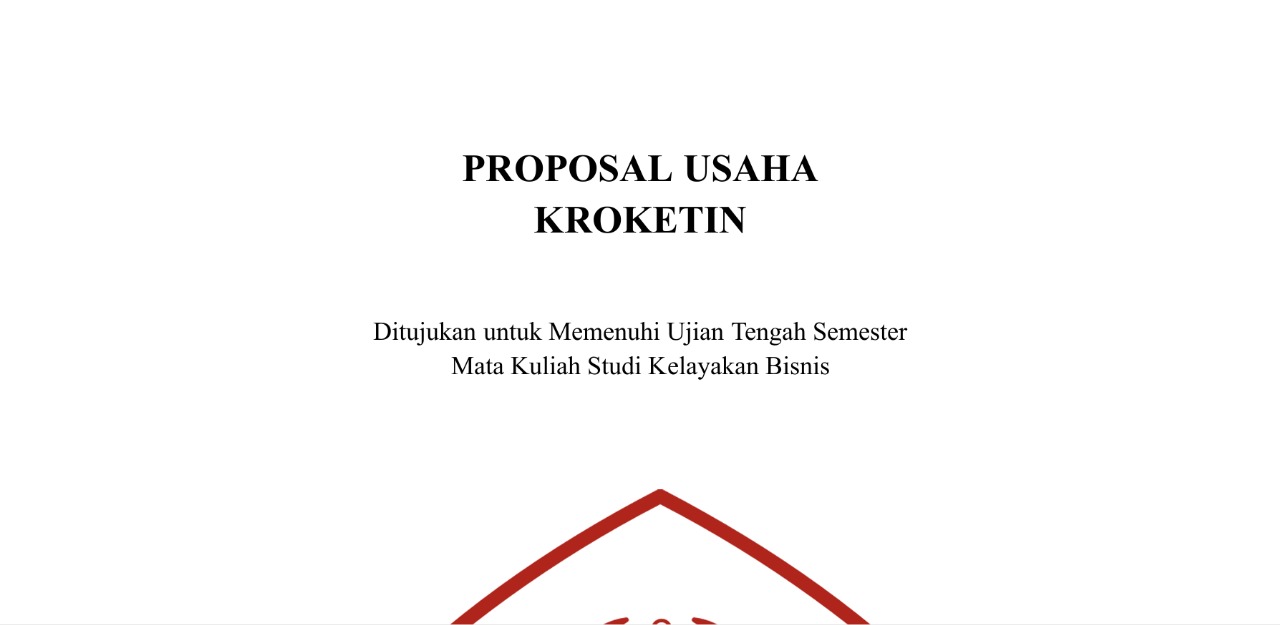 PROPOSAL USAHA
KROKETIN
Ditujukan untuk Memenuhi Ujian Tengah Semester
Mata Kuliah Studi Kelayakan Bisnis